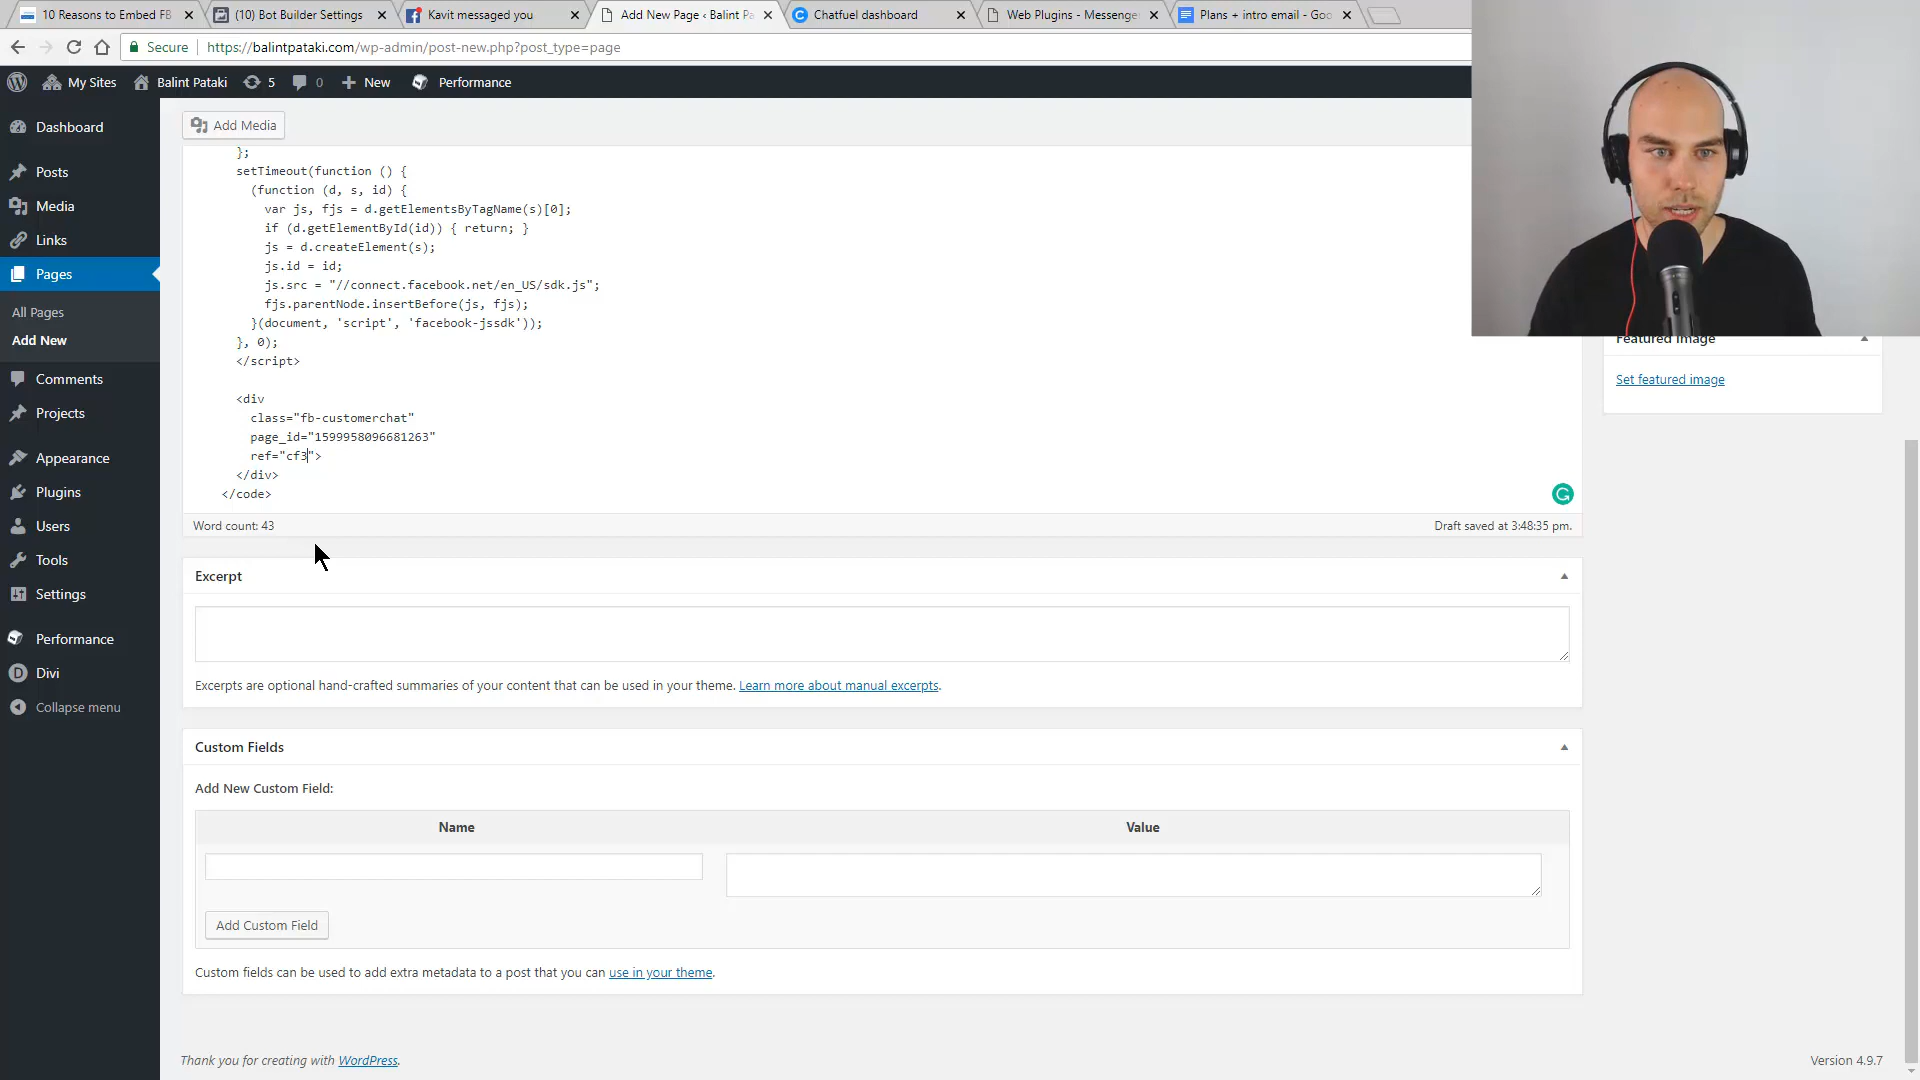 10 Reasons to Embed FB
(10) Bot Builder Settings
Kavit messaged you
Add New Page ‹ Balint Pa
Chatfuel dashboard
Web Plugins - Messenge
Plans + intro email - Goo
Secure
https://balintpataki.com/wp-admin/post-new.php?post_type=page
My Sites
Balint Pataki
5
0
New
Performance
Dashboard
Posts
Media
Links
Pages
All Pages
Add New
Comments
Projects
Appearance
Plugins
Users
Tools
Settings
Performance
Divi
Collapse menu
Add Media
};
setTimeout(function () {
(function (d, s, id) {
var js, fjs = d.getElementsByTagName(s)[0];
if (d.getElementById(id)) { return; }
js = d.createElement(s);
js.id = id;
js.src = "//connect.facebook.net/en_US/sdk.js";
fjs.parentNode.insertBefore(js, fjs);
}(document, 'script', 'facebook-jssdk'));
}, 0);
</script>
<div
class="fb-customerchat"
page_id="1599958096681263"
ref="cf3">
</div>
</code>
Word count: 43
Draft saved at 3:48:35 pm.
Excerpt
Excerpts are optional hand-crafted summaries of your content that can be used in your theme. Learn more about manual excerpts.
Custom Fields
Add New Custom Field:
Name
Value
Add Custom Field
Custom fields can be used to add extra metadata to a post that you can use in your theme.
Featured Image
Set featured image
Thank you for creating with WordPress.
Version 4.9.7